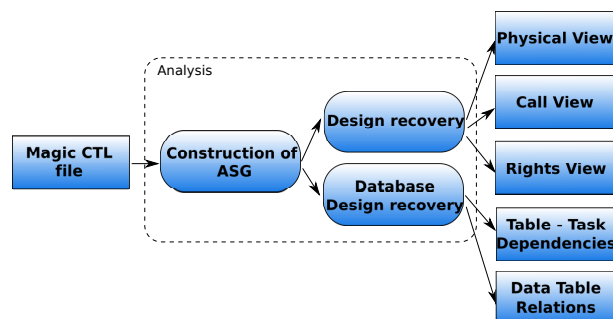 Analysis
Magic CTL
file
Construction of
ASG
Design recovery
Database
Design recovery
Physical View
Call View
Rights View
Table - Task
Dependencies
Data Table
Relations